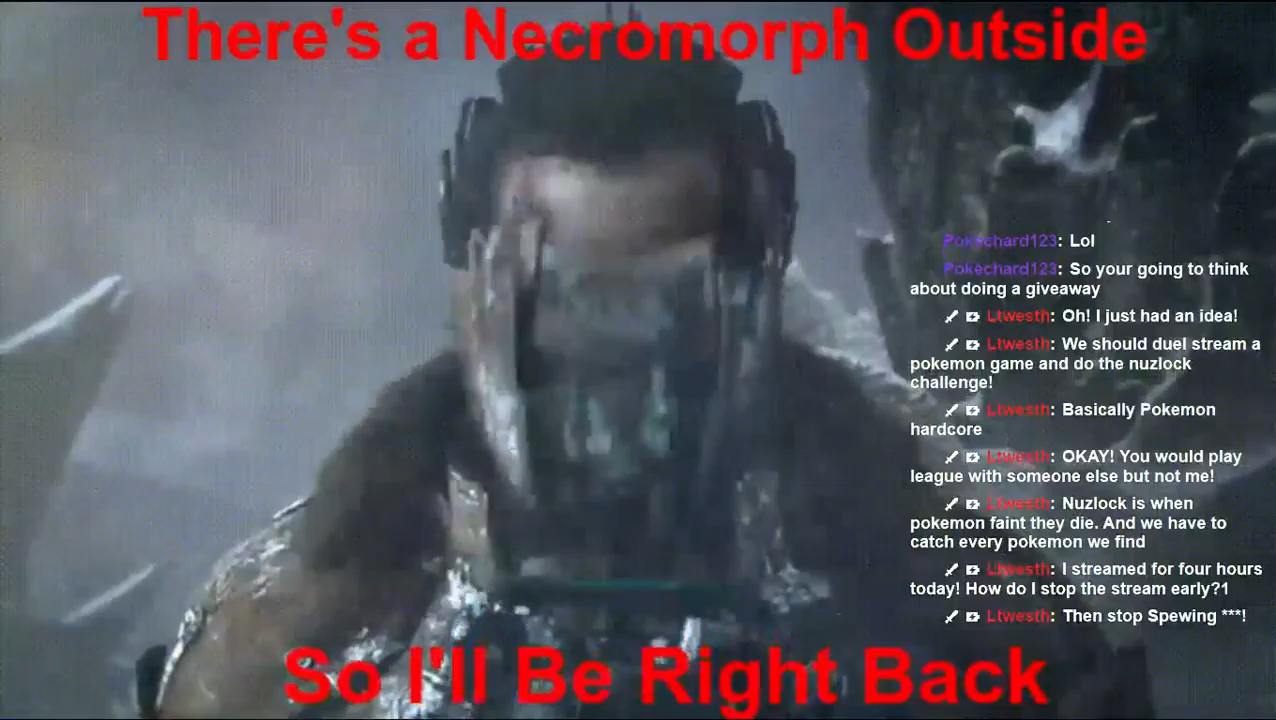 There's a Necromorph Outside
Pokechard123: Lol
Pokechard123: So your going to think
about doing a giveaway
Ltwesth: Oh! I just had an idea!
Ltwesth: We should duel stream a
pokemon game and do the nuzlock
challenge!
Ltwesth: Basically Pokemon
hardcore
Ltwesth: OKAY! You would play
league with someone else but not me!
Ltwesth: Nuzlock is when
pokemon faint they die. And we have to
catch every pokemon we find
Ltwesth: I streamed for four hours
today! How do I stop the stream early?1
Ltwesth: Then stop Spewing ***!
So I'll Be Right Back